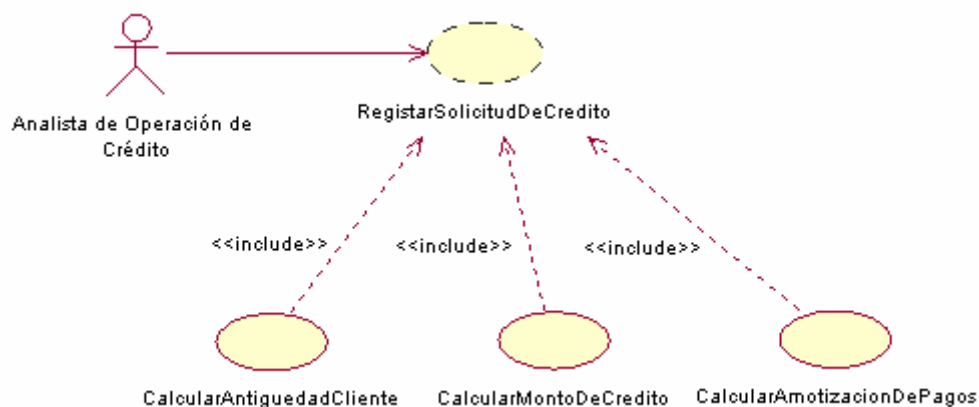 RegistarSolicitudDeCredito
Analista de Operación de
Crédito
<<include>>
<<include>>
<<include>>
CalcularAntiguedadCliente
CalcularMontoDeCredito
CalcularAmotizacionDePagos